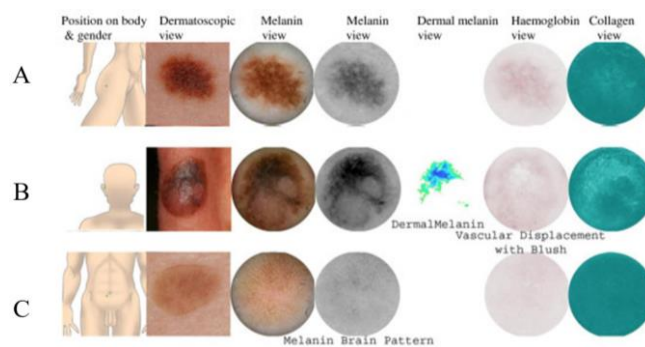 Position on body Dermatoscopic Melanin Melanin Dermal melanin Haemoglobin Collagen
& gender view view view view view view
A
B
DermalMelanin
Vascular Displacement
with Blush
C
Melanin Brain Pattern